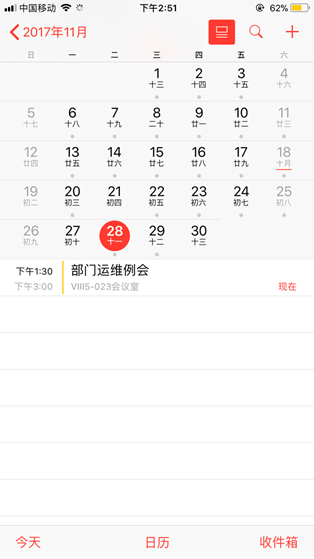 中国移动 下午2:51 62%
2017年11月
日 一 二 三 四 五 六
1 2 3 4
十三 十四 十五 十六
5 6 7 8 9 10 11
十七 十八 十九 二十 廿一 廿二 廿三
12 13 14 15 16 17 18
廿四 廿五 廿六 廿七 廿八 廿九 十月
19 20 21 22 23 24 25
初二 初三 初四 初五 初六 初七 初八
26 27 28 29 30
初九 初十 十一 十二 十三
下午1:30 部门运维例会
下午3:00 VIII5-023会议室 现在
今天 日历 收件箱